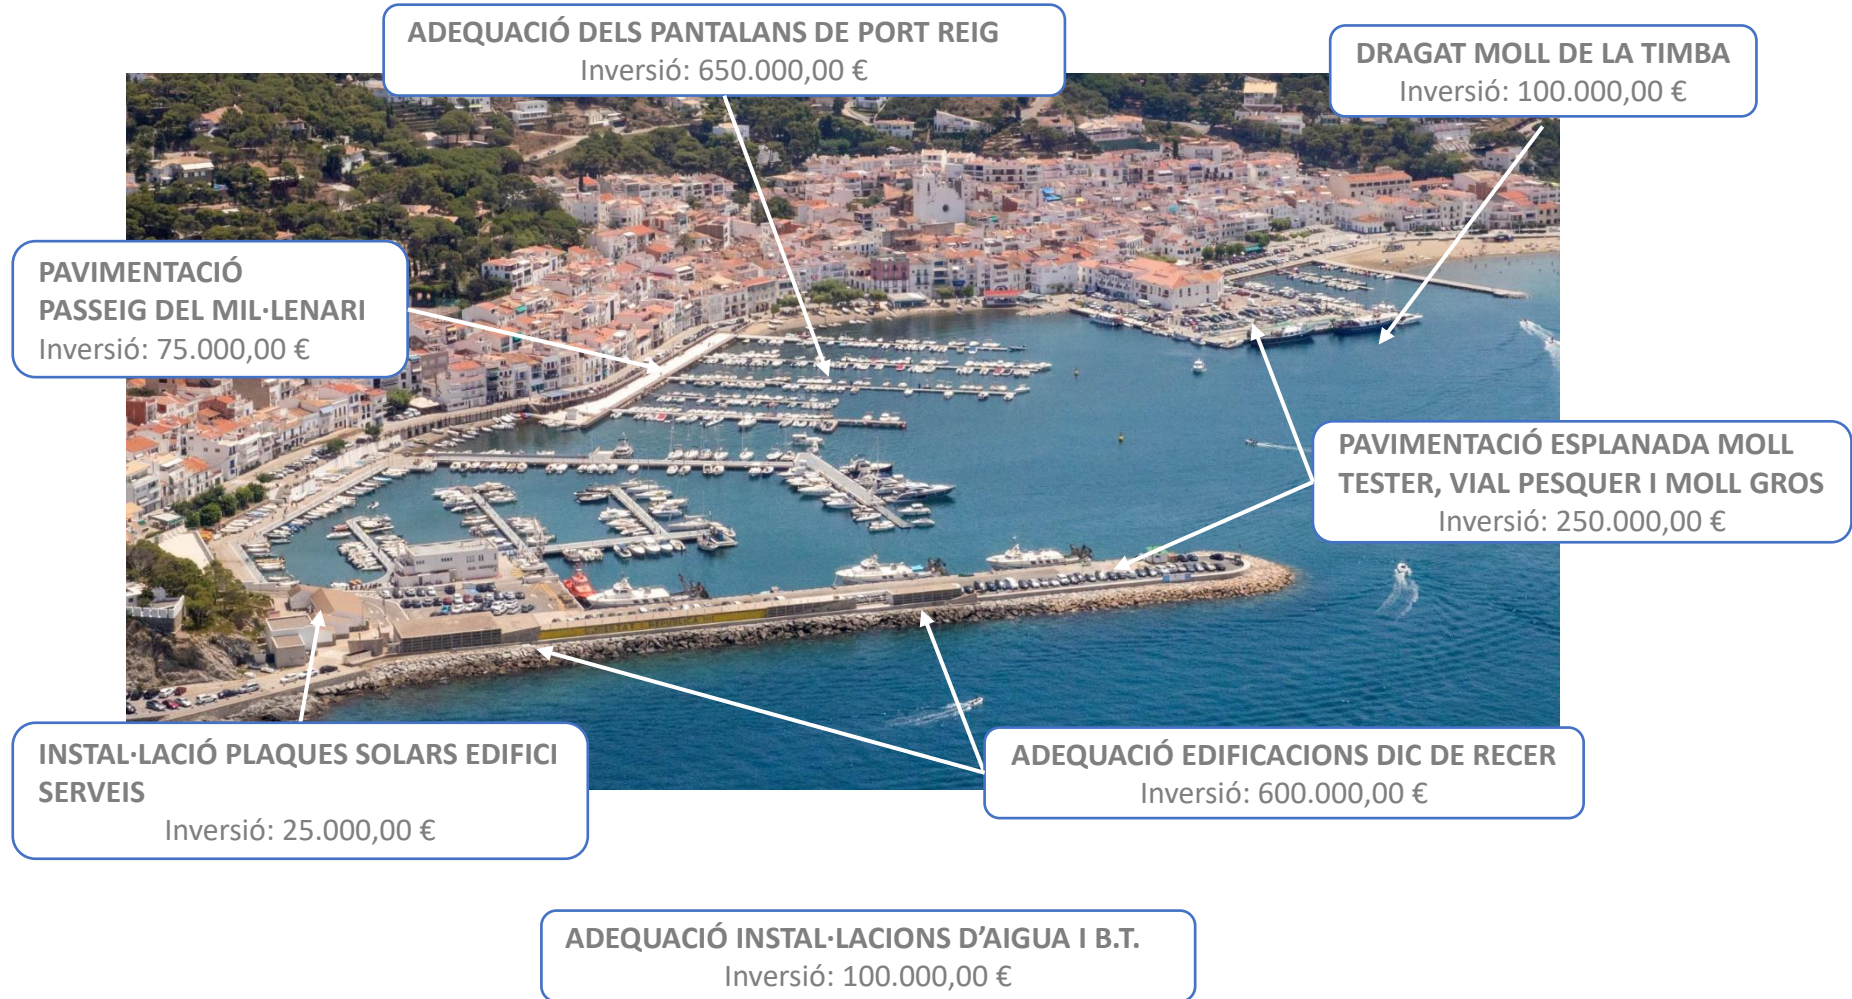 ADEQUACIÓ DELS PANTALANS DE PORT REIG
Inversió: 650.000,00 €
DRAGAT MOLL DE LA TIMBA
Inversió: 100.000,00 €
PAVIMENTACIÓ
PASSEIG DEL MIL·LENARI
Inversió: 75.000,00 €
PAVIMENTACIÓ ESPLANADA MOLL
TESTER, VIAL PESQUER I MOLL GROS
Inversió: 250.000,00 €
INSTAL·LACIÓ PLAQUES SOLARS EDIFICI
SERVEIS
Inversió: 25.000,00 €
ADEQUACIÓ EDIFICACIONS DIC DE RECER
Inversió: 600.000,00 €
ADEQUACIÓ INSTAL·LACIONS D’AIGUA I B.T.
Inversió: 100.000,00 €